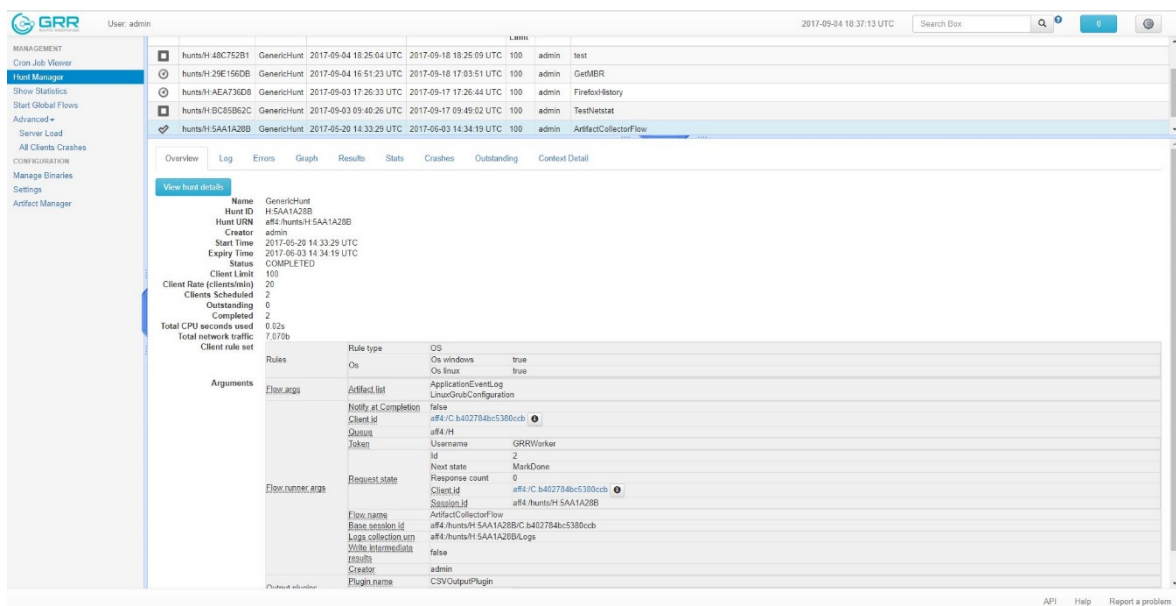 GRR
User: admin
2017-09-04 18:37:13 UTC
Search Box
0
MANAGEMENT
Cron Job Viewer
Hunt Manager
Show Statistics
Start Global Flows
Advanced
Server Load
All Clients Crashes
CONFIGURATION
Manage Binaries
Settings
Artifact Manager
Limit
hunts/H:48C752B1 GenericHunt 2017-09-04 18:25:04 UTC 2017-09-18 18:25:09 UTC 100 admin test
hunts/H:29E156DB GenericHunt 2017-09-04 16:51:23 UTC 2017-09-18 17:03:51 UTC 100 admin GetMBR
hunts/H:AEA736D8 GenericHunt 2017-09-03 17:26:33 UTC 2017-09-17 17:26:44 UTC 100 admin FirefoxHistory
hunts/H:BC85B62C GenericHunt 2017-09-03 09:40:26 UTC 2017-09-17 09:49:02 UTC 100 admin TestNetstat
hunts/H:5AA1A28B GenericHunt 2017-05-20 14:33:29 UTC 2017-06-03 14:34:19 UTC 100 admin ArtifactCollectorFlow
Overview Log Errors Graph Results Stats Crashes Outstanding Context Detail
View hunt details
Name GenericHunt
Hunt ID H:5AA1A28B
Hunt URN aff4:/hunts/H:5AA1A28B
Creator admin
Start Time 2017-05-20 14:33:29 UTC
Expiry Time 2017-06-03 14:34:19 UTC
Status COMPLETED
Client Limit 100
Client Rate (clients/min) 20
Clients Scheduled 2
Outstanding 0
Completed 2
Total CPU seconds used 0.02s
Total network traffic 7,070b
Client rule set
Rules
Rule type OS
Os
Os windows true
Os linux true
Arguments
Flow args Artifact list
ApplicationEventLog
LinuxGrubConfiguration
Flow runner args
Notify at Completion false
Client id aff4:/C.b402784bc5380ccb
Queue aff4:/H
Token Username GRRWorker
Request state
Id 2
Next state MarkDone
Response count 0
Client id aff4:/C.b402784bc5380ccb
Session id aff4:/hunts/H:5AA1A28B
Flow name ArtifactCollectorFlow
Base session id aff4:/hunts/H:5AA1A28B/C.b402784bc5380ccb
Logs collection urn aff4:/hunts/H:5AA1A28B/Logs
Write intermediate results false
Creator admin
Output plugins Plugin name CSVOutputPlugin
API Help Report a problem